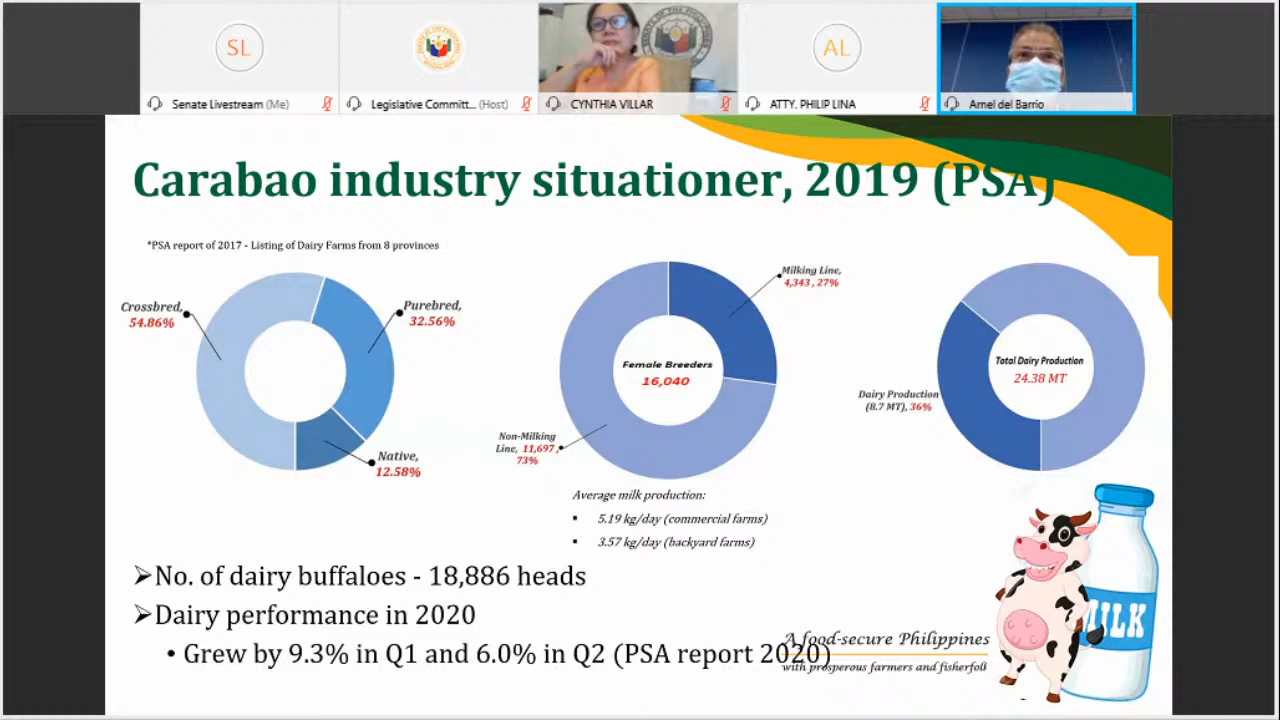 SL
AL
Senate Livestream (Me)
Legislative Committ... (Host)
CYNTHIA VILLAR
ATTY. PHILIP LINA
Arnel del Barrio
Carabao industry situationer, 2019 (PSA)
*PSA report of 2017 - Listing of Dairy Farms from 8 provinces
Crossbred,
54.86%
Purebred,
32.56%
Native,
12.58%
Milking Line,
4,343 , 27%
Female Breeders
16,040
Non-Milking
Line, 11,697 ,
73%
Total Dairy Production
24.38 MT
Dairy Production
(8.7 MT), 36%
Average milk production:
▪ 5.19 kg/day (commercial farms)
▪ 3.57 kg/day (backyard farms)
➢No. of dairy buffaloes - 18,886 heads
➢Dairy performance in 2020
• Grew by 9.3% in Q1 and 6.0% in Q2 (PSA report 2020)
A food-secure Philippines
with prosperous farmers and fisherfolk
MILK